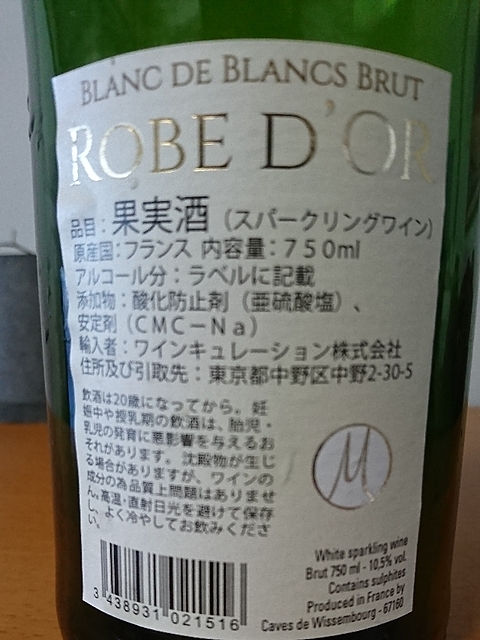 BLANC DE BLANCS BRUT
ROBE D'OR
品目：果実酒（スパークリングワイン）
原産国：フランス 内容量：７５０ml
アルコール分：ラベルに記載
添加物：酸化防止剤（亜硫酸塩）、
安定剤（ＣＭＣ－Ｎａ）
輸入者：ワインキュレーション株式会社
住所及び引取先：東京都中野区中野2-30-5
飲酒は20歳になってから。妊
娠中や授乳期の飲酒は、胎児・
乳児の発育に悪影響を与えるお
それがあります。沈殿物が生じ
る場合がありますが、ワインの
成分の為品質上問題はありませ
ん。高温・直射日光を避けて保存
し、よく冷やしてお飲みくださ
い。
M
White sparkling wine
Brut 750 ml - 10,5% vol.
Contains sulphites
Produced in France by
Caves de Wissembourg - 67160
3 438931 021516